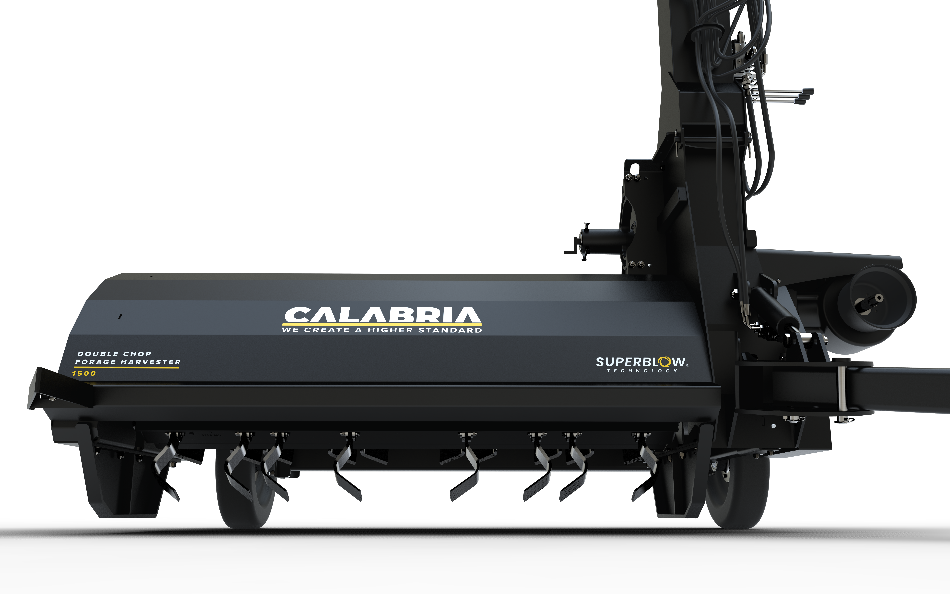 CALABRIA
WE CREATE A HIGHER STANDARD
DOUBLE CHOP
FORAGE HARVESTER
1500
SUPERBLOW
TECHNOLOGY